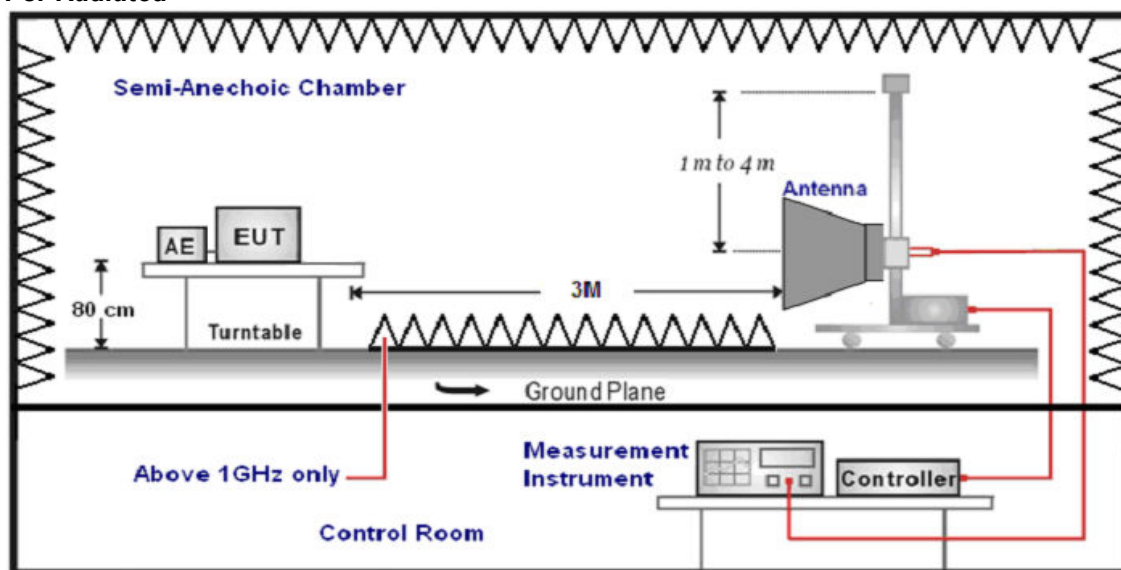 Semi-Anechoic Chamber
1 m to 4 m
Antenna
AE
EUT
80 cm
3M
Turntable
Ground Plane
Above 1GHz only
Measurement
Instrument
Controller
Control Room